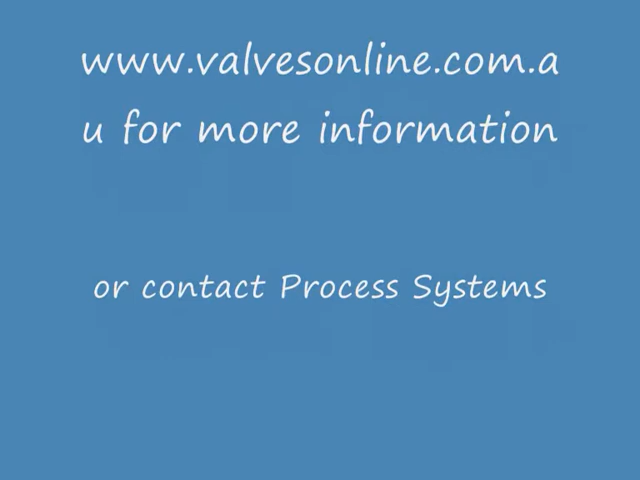 www.valvesonline.com.a
u for more information
or contact Process Systems